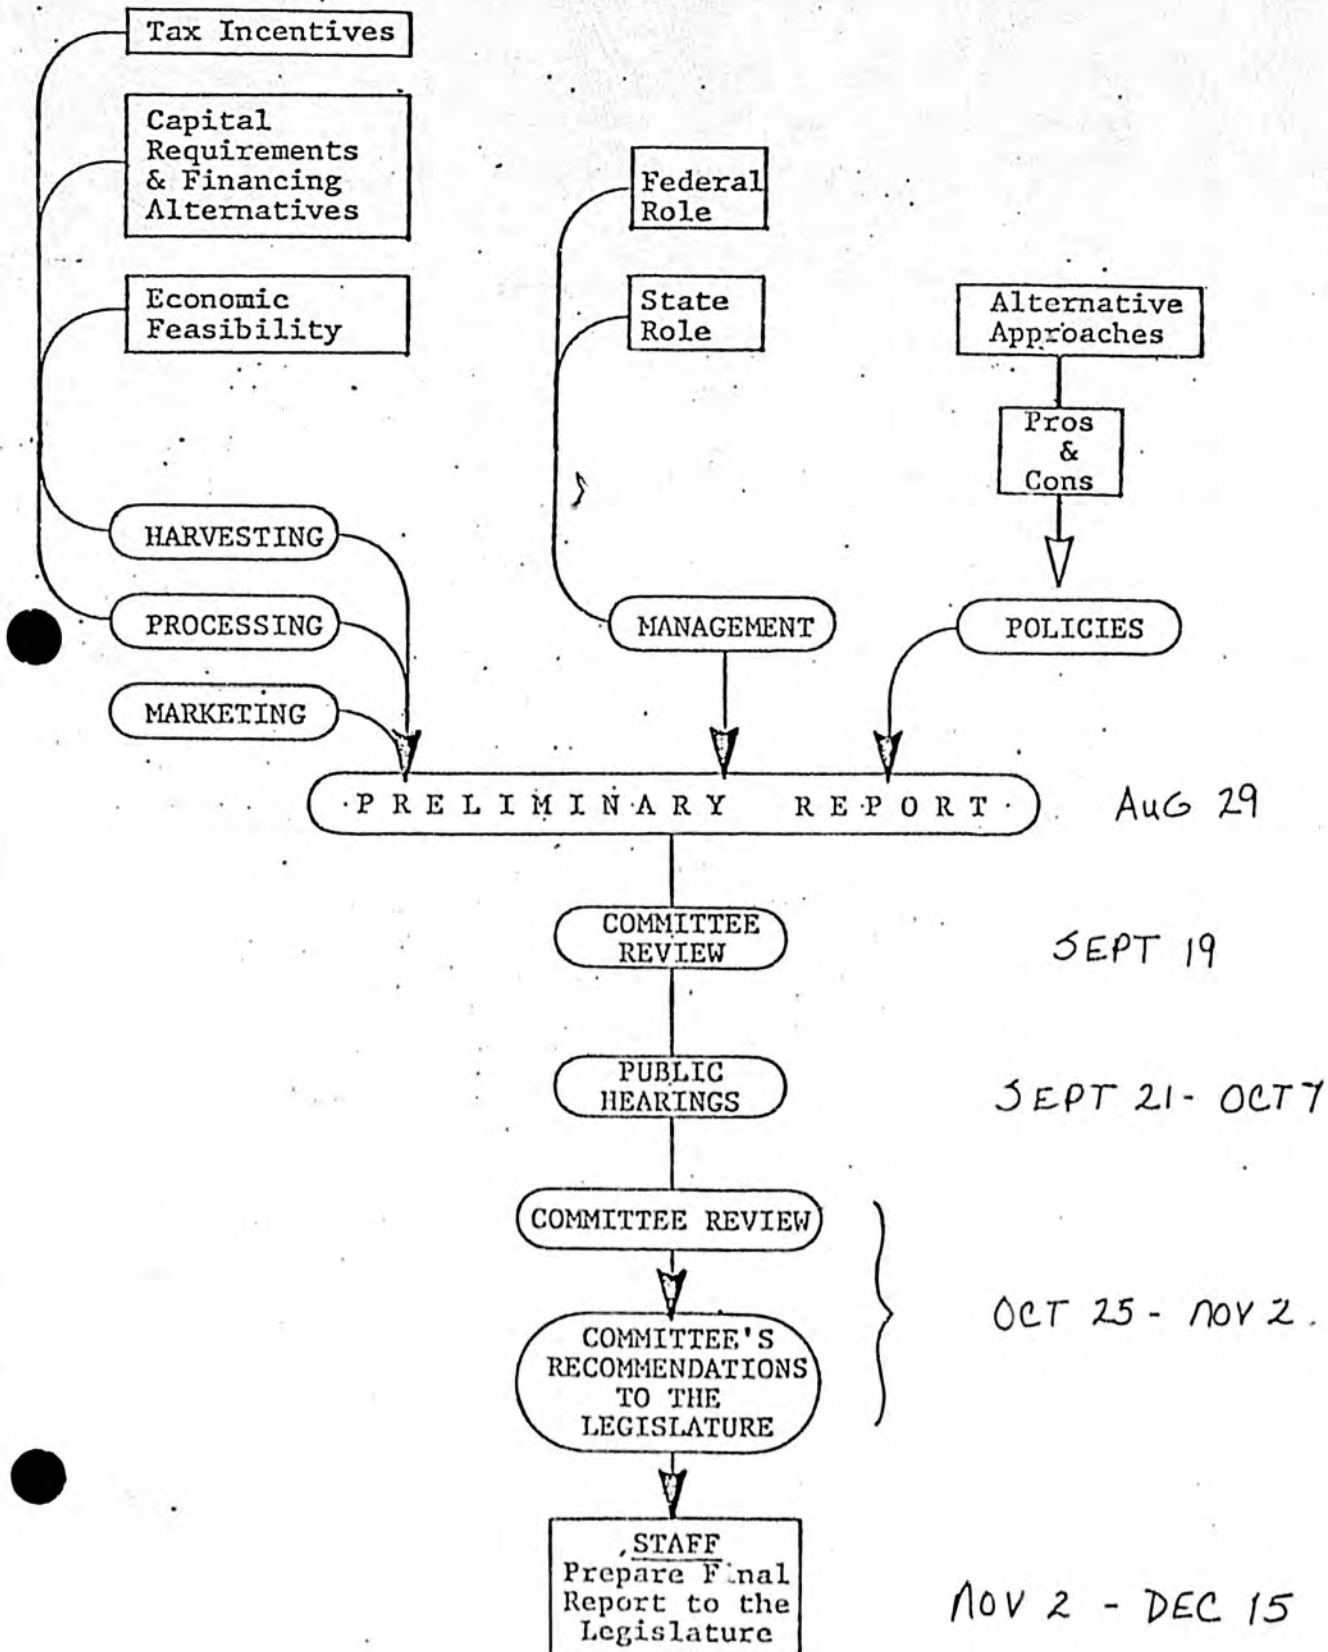 Tax Incentives
Capital
Requirements
& Financing
Alternatives
Economic
Feasibility
Federal
Role
State
Role
Alternative
Approaches
Pros
&
Cons
HARVESTING
PROCESSING
MARKETING
MANAGEMENT
POLICIES
PRELIMINARY REPORT
AUG 29
COMMITTEE
REVIEW
SEPT 19
PUBLIC
HEARINGS
SEPT 21 - OCT 7
COMMITTEE REVIEW
COMMITTEE'S
RECOMMENDATIONS
TO THE
LEGISLATURE
OCT 25 - NOV 2.
STAFF
Prepare Final
Report to the
Legislature
NOV 2 - DEC 15